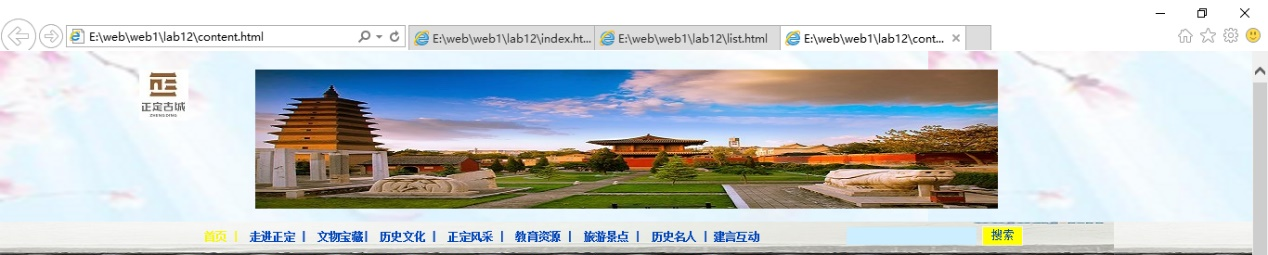 E:\web\web1\lab12\content.html
E:\web\web1\lab12\index.ht...
E:\web\web1\lab12\list.html
E:\web\web1\lab12\cont...
正定古城
ZHENGDING
首页 | 走进正定 | 文物宝藏| 历史文化 | 正定风采 | 教育资源 | 旅游景点 | 历史名人 | 建言互动 搜索